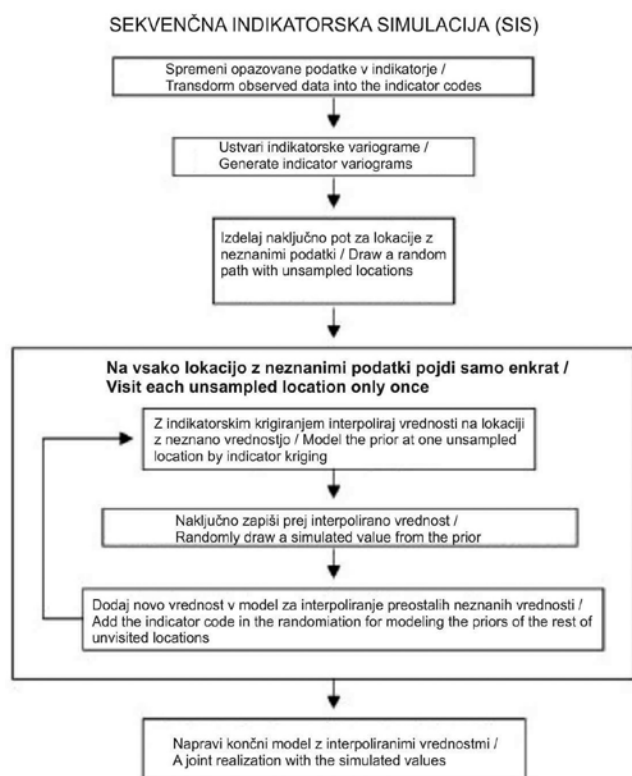 SEKVENČNA INDIKATORSKA SIMULACIJA (SIS)
Spremeni opazovane podatke v indikatorje /
Transdorm observed data into the indicator codes
Ustvari indikatorske variograme /
Generate indicator variograms
Izdelaj naključno pot za lokacije z
neznanimi podatki / Draw a random
path with unsampled locations
Na vsako lokacijo z neznanimi podatki pojdi samo enkrat /
Visit each unsampled location only once
Z indikatorskim krigiranjem interpoliraj vrednosti na lokaciji
z neznano vrednostjo / Model the prior at one unsampled
location by indicator kriging
Naključno zapiši prej interpolirano vrednost /
Randomly draw a simulated value from the prior
Dodaj novo vrednost v model za interpoliranje preostalih neznanih vrednosti /
Add the indicator code in the randomiation for modeling the priors of the rest of
unvisited locations
Napravi končni model z interpoliranimi vrednostmi /
A joint realization with the simulated values